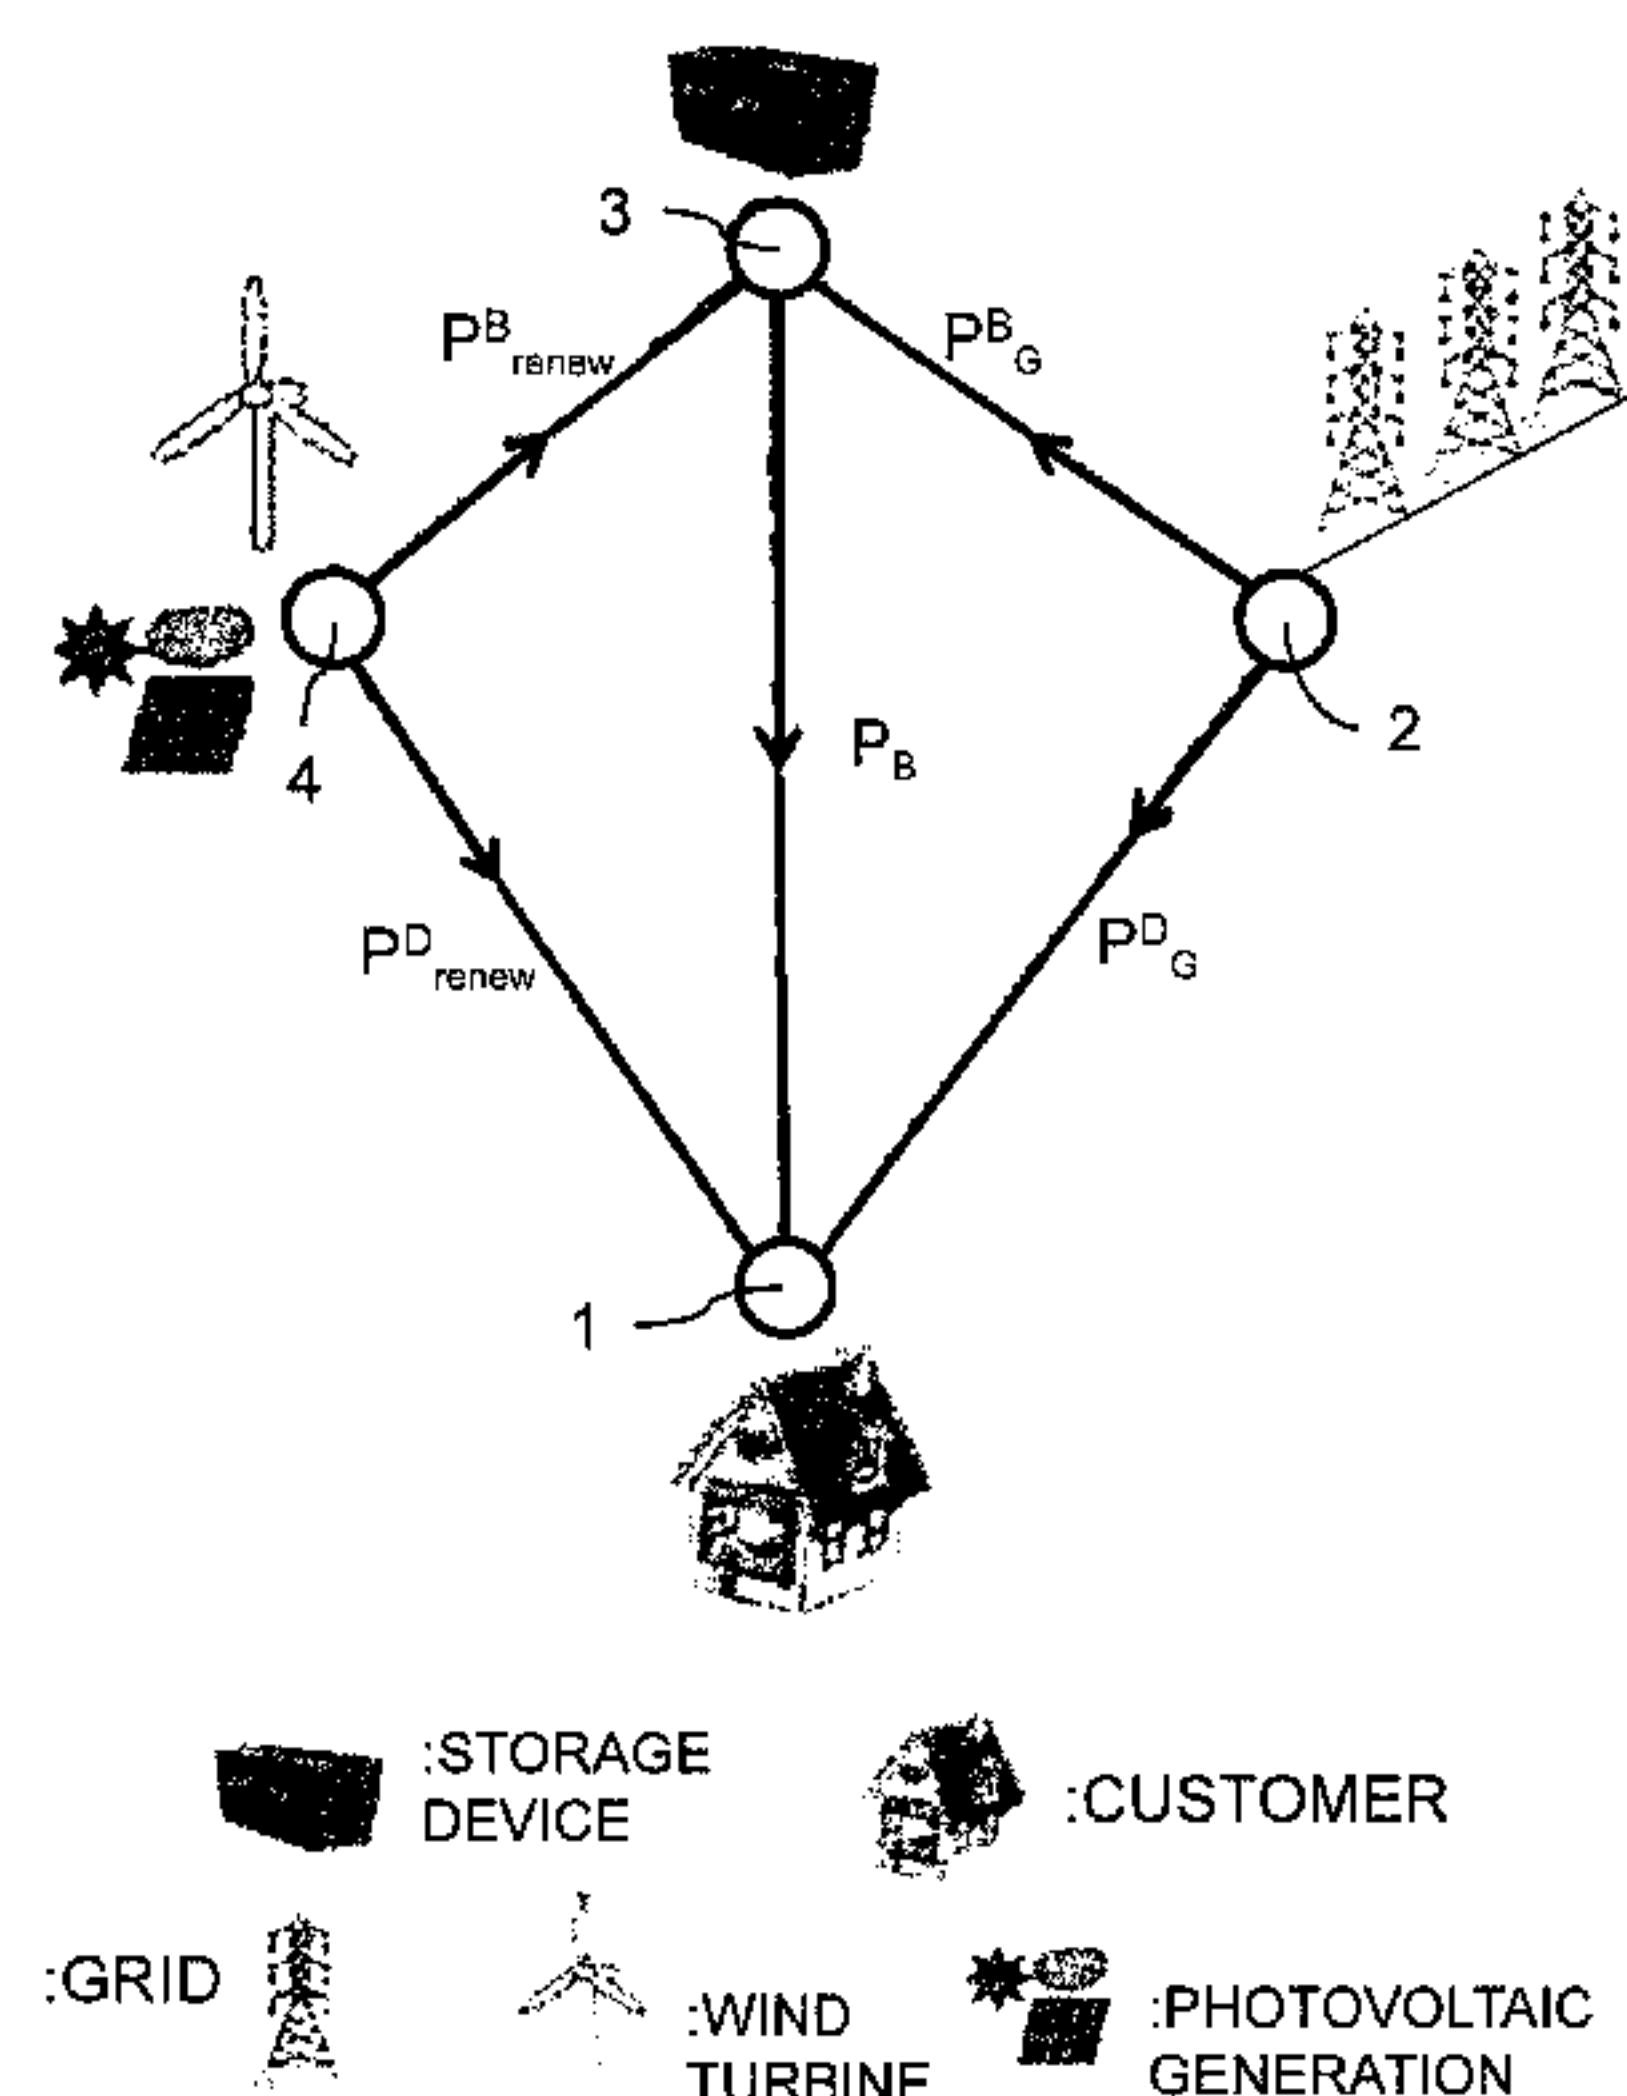 3
P^B_renew
P^B_G
2
4
P_B
P^D_renew
P^D_G
1
:STORAGE
DEVICE
:CUSTOMER
:GRID
:WIND
TURBINE
:PHOTOVOLTAIC
GENERATION